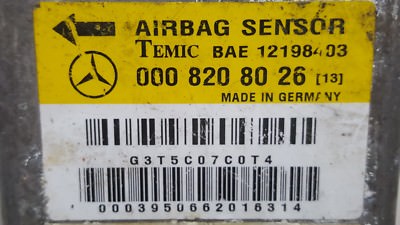 AIRBAG SENSOR
TEMIC BAE 12198403
000 820 80 26 [13]
MADE IN GERMANY
G3T5C07C0T4
0003950662016314